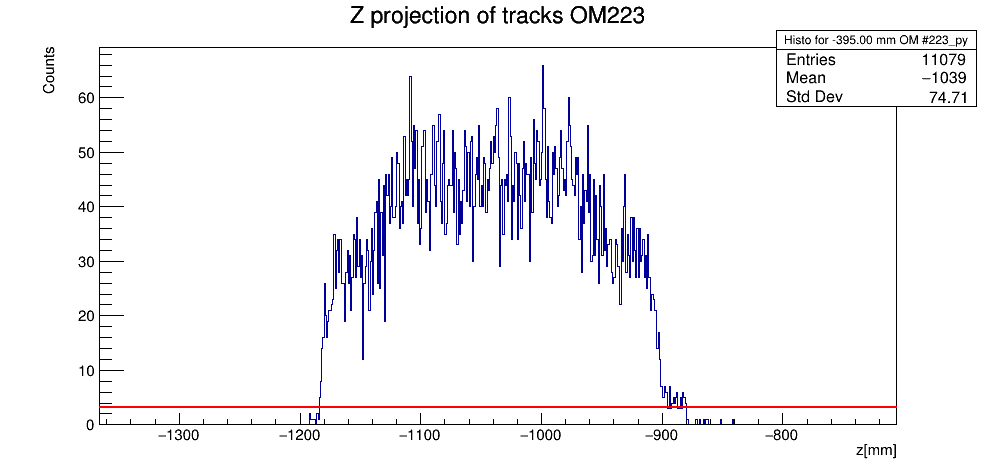 Z projection of tracks OM223
Histo for -395.00 mm OM #223_py
Entries 11079
Mean −1039
Std Dev 74.71
Counts
60
50
40
30
20
10
0
−1300 −1200 −1100 −1000 −900 −800
z[mm]